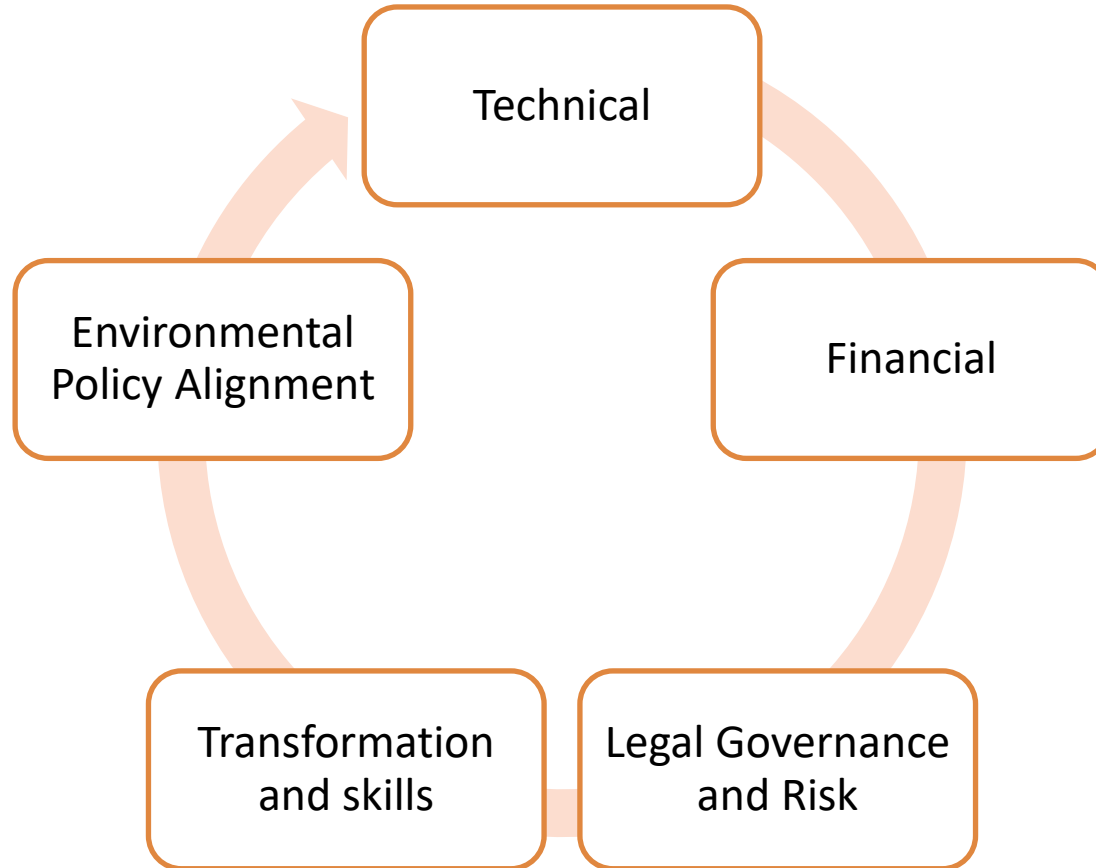 Technical
Financial
Legal Governance
and Risk
Transformation
and skills
Environmental
Policy Alignment